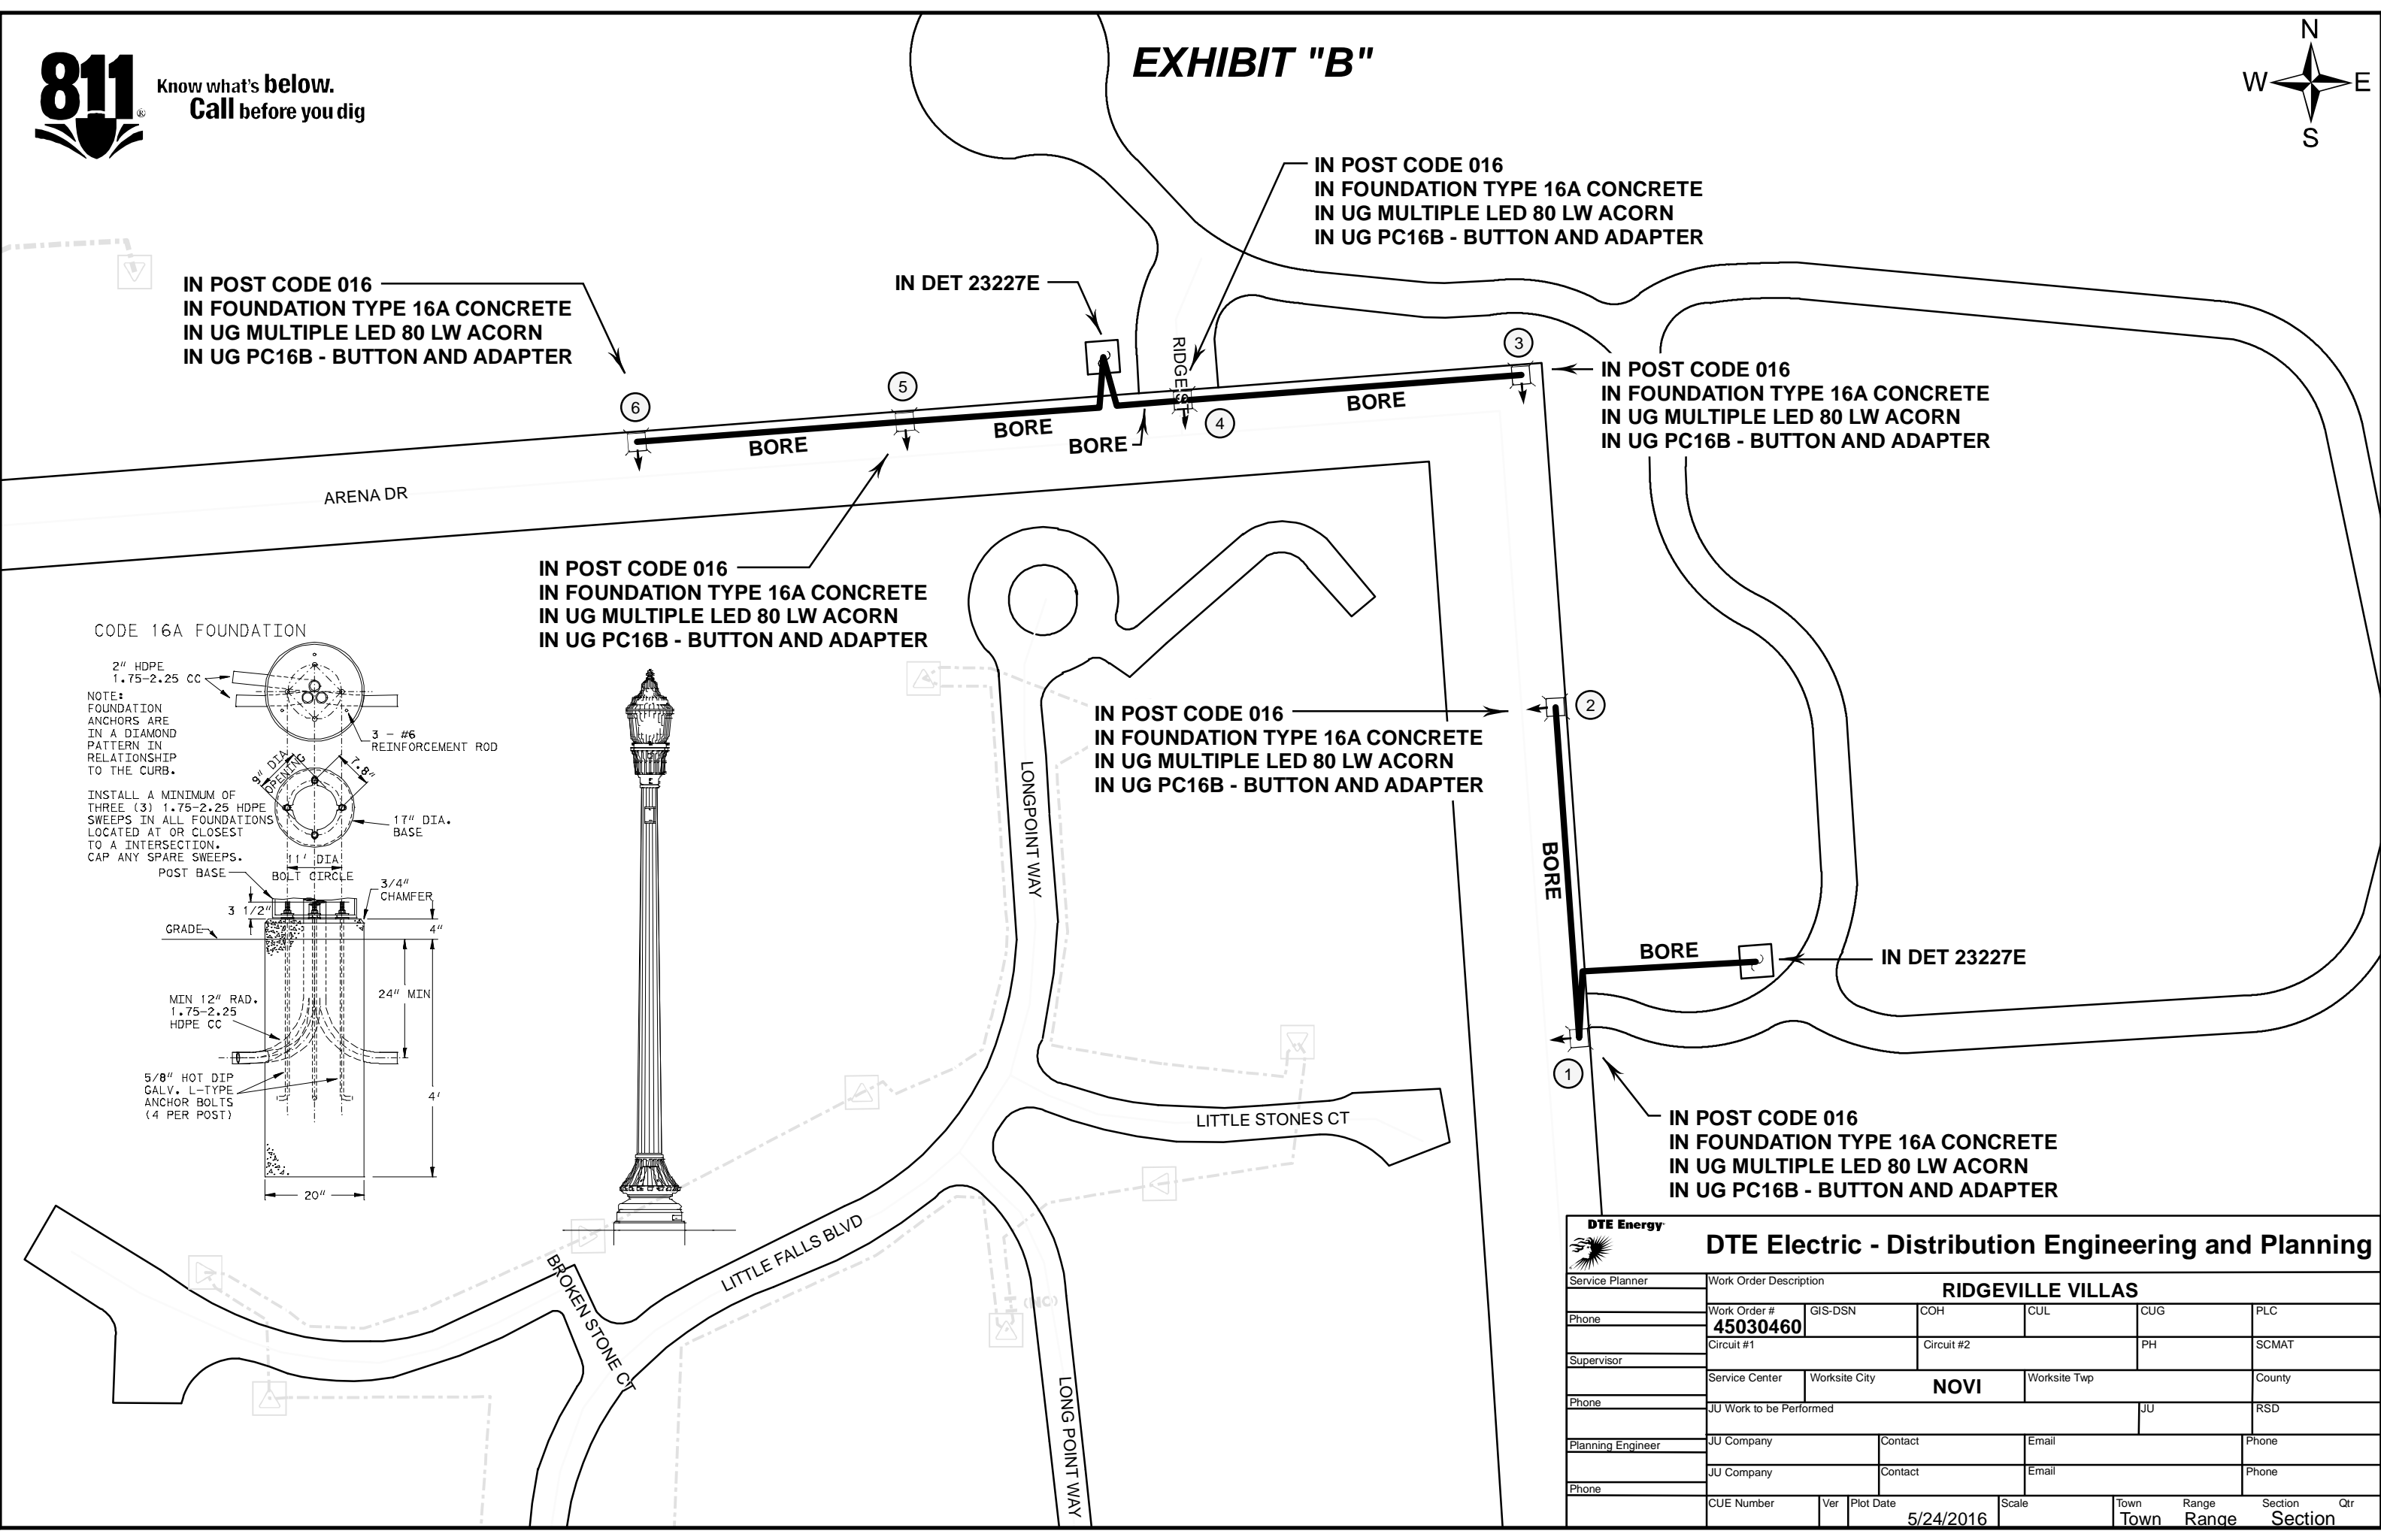 EXHIBIT "B"
811®
Know what's below.
Call before you dig
N
W E
S
IN POST CODE 016
IN FOUNDATION TYPE 16A CONCRETE
IN UG MULTIPLE LED 80 LW ACORN
IN UG PC16B - BUTTON AND ADAPTER
IN POST CODE 016
IN FOUNDATION TYPE 16A CONCRETE
IN UG MULTIPLE LED 80 LW ACORN
IN UG PC16B - BUTTON AND ADAPTER
IN DET 23227E
RIDGE
3
IN POST CODE 016
IN FOUNDATION TYPE 16A CONCRETE
IN UG MULTIPLE LED 80 LW ACORN
IN UG PC16B - BUTTON AND ADAPTER
6
5
4
BORE
BORE
BORE
BORE
ARENA DR
IN POST CODE 016
IN FOUNDATION TYPE 16A CONCRETE
IN UG MULTIPLE LED 80 LW ACORN
IN UG PC16B - BUTTON AND ADAPTER
CODE 16A FOUNDATION
2" HDPE
1.75-2.25 CC
NOTE:
FOUNDATION
ANCHORS ARE
IN A DIAMOND
PATTERN IN
RELATIONSHIP
TO THE CURB.
3 - #6
REINFORCEMENT ROD
9" DIA.
OPENING
7.8"
INSTALL A MINIMUM OF
THREE (3) 1.75-2.25 HDPE
SWEEPS IN ALL FOUNDATIONS
LOCATED AT OR CLOSEST
TO A INTERSECTION.
CAP ANY SPARE SWEEPS.
17" DIA.
BASE
11' DIA
BOLT CIRCLE
POST BASE
3/4"
CHAMFER
3 1/2"
GRADE
4"
24" MIN
MIN 12" RAD.
1.75-2.25
HDPE CC
5/8" HOT DIP
GALV. L-TYPE
ANCHOR BOLTS
(4 PER POST)
4'
20"
IN POST CODE 016
IN FOUNDATION TYPE 16A CONCRETE
IN UG MULTIPLE LED 80 LW ACORN
IN UG PC16B - BUTTON AND ADAPTER
2
LONGPOINT WAY
BORE
BORE
IN DET 23227E
1
LITTLE STONES CT
IN POST CODE 016
IN FOUNDATION TYPE 16A CONCRETE
IN UG MULTIPLE LED 80 LW ACORN
IN UG PC16B - BUTTON AND ADAPTER
LITTLE FALLS BLVD
BROKEN STONE CT
LONG POINT WAY
DTE Energy
DTE Electric - Distribution Engineering and Planning
Service Planner
Work Order Description
RIDGEVILLE VILLAS
Phone
Work Order # GIS-DSN COH CUL CUG PLC
45030460
Circuit #1 Circuit #2 PH SCMAT
Supervisor
Service Center Worksite City NOVI Worksite Twp County
Phone
JU Work to be Performed JU RSD
Planning Engineer
JU Company Contact Email Phone
JU Company Contact Email Phone
Phone
CUE Number Ver Plot Date Scale Town Range Section Qtr
5/24/2016 Town Range Section